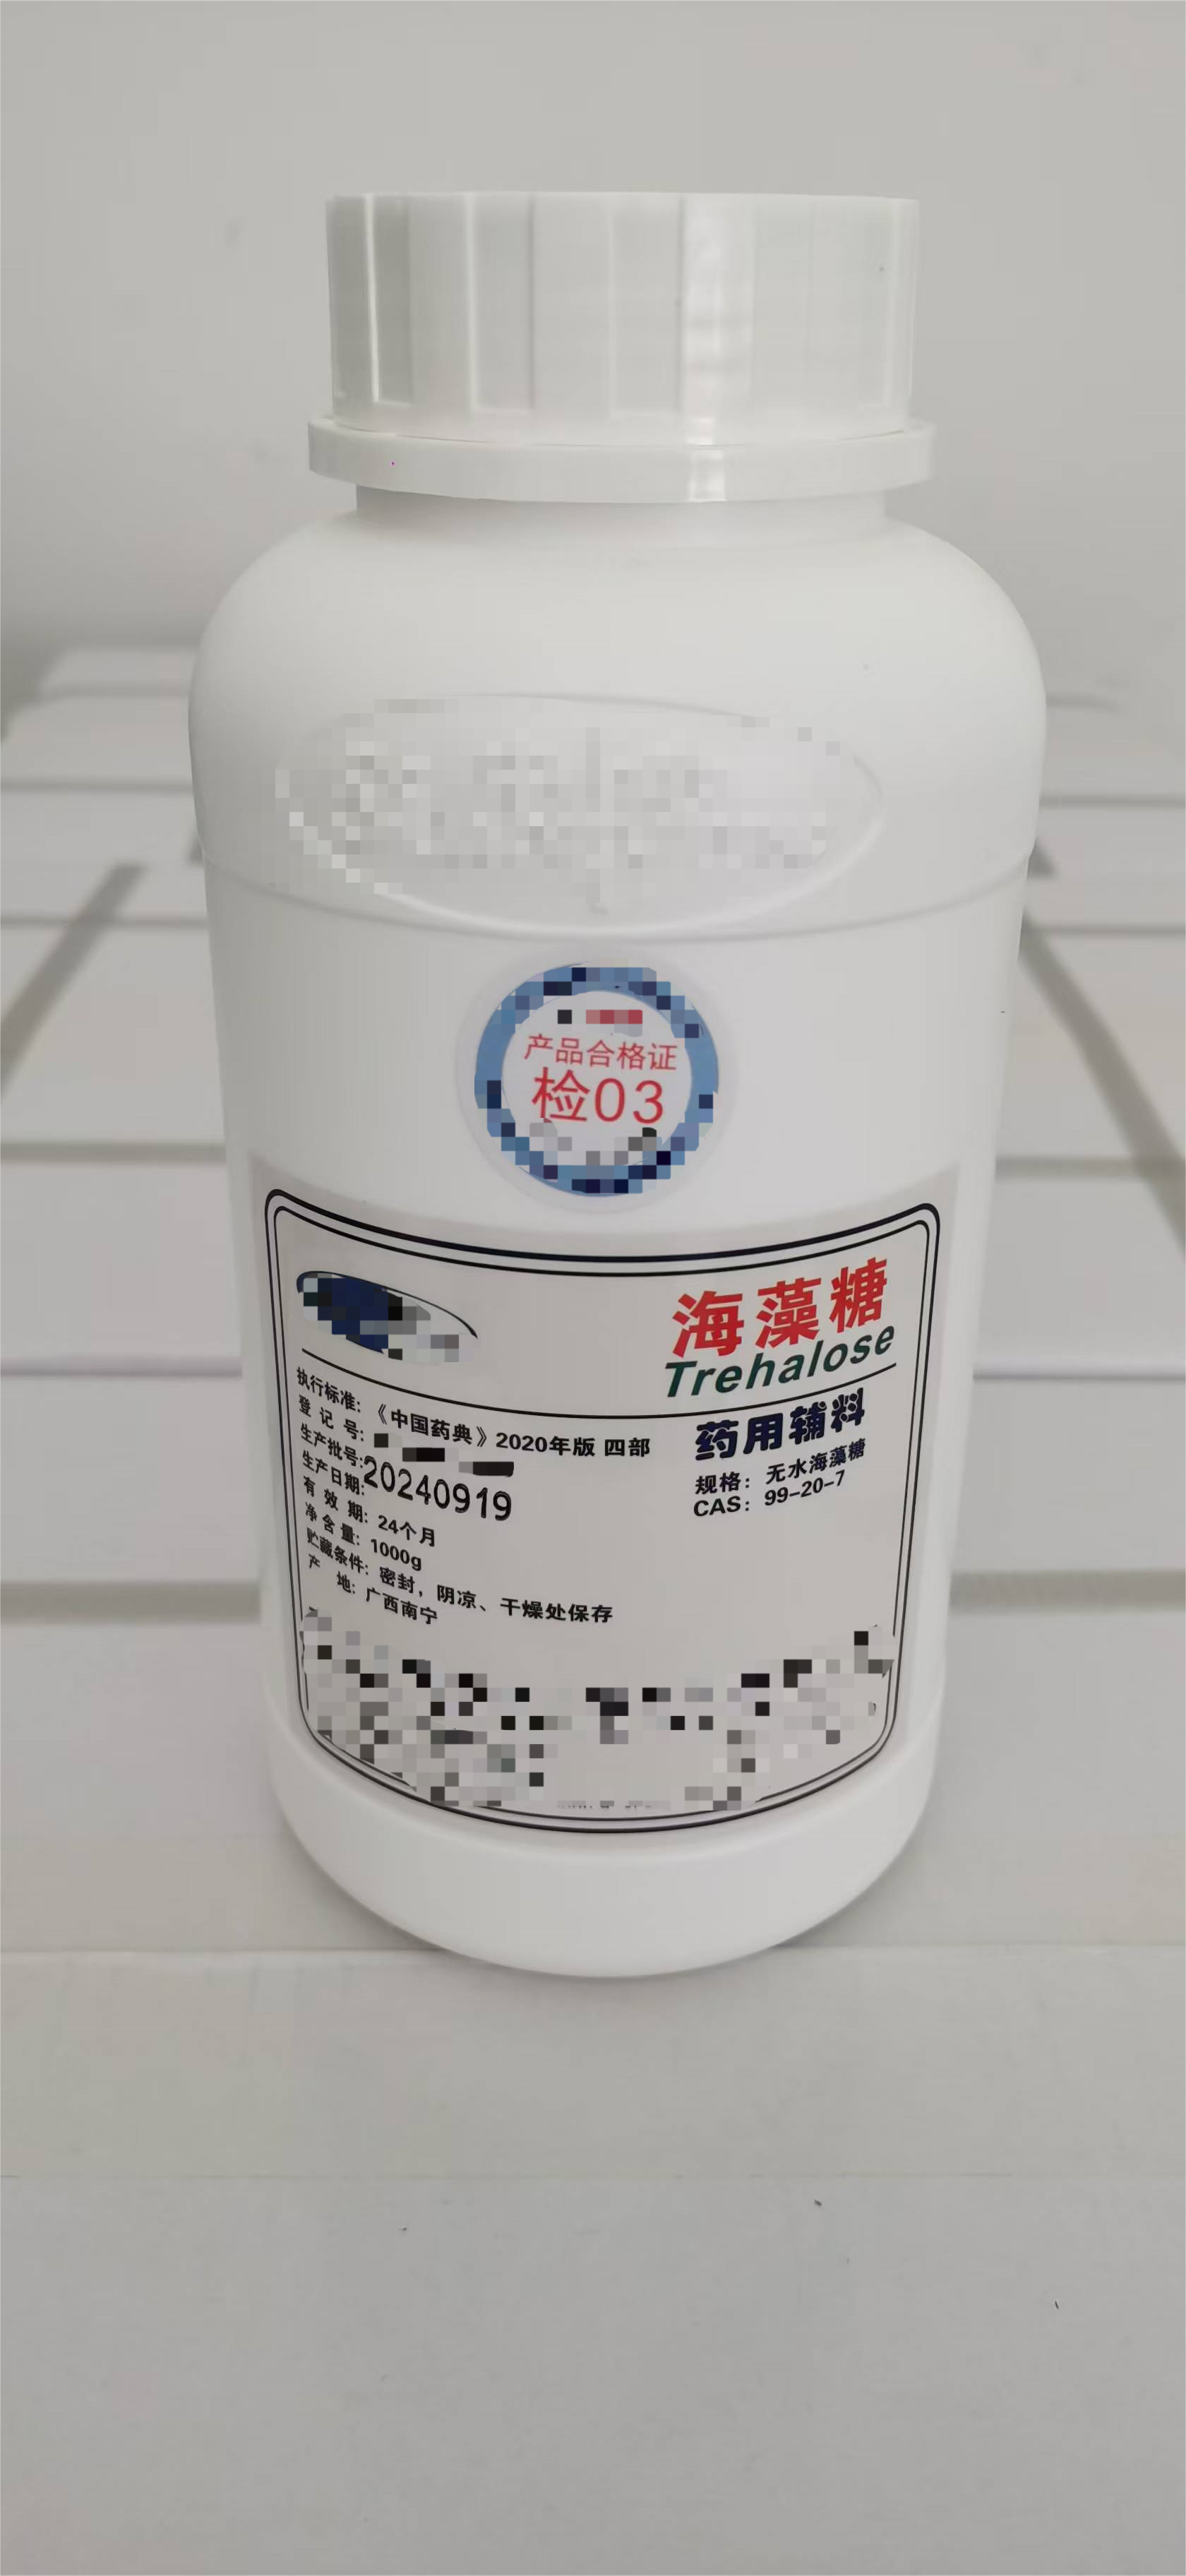 产品合格证
检03
海藻糖
Trehalose
药用辅料
规格：无水海藻糖
CAS：99-20-7
执行标准：《中国药典》2020年版 四部
登 记 号：
生产批号：
生产日期：20240919
有 效 期：24个月
净 含 量：1000g
贮藏条件：密封，阴凉、干燥处保存
产 地：广西南宁